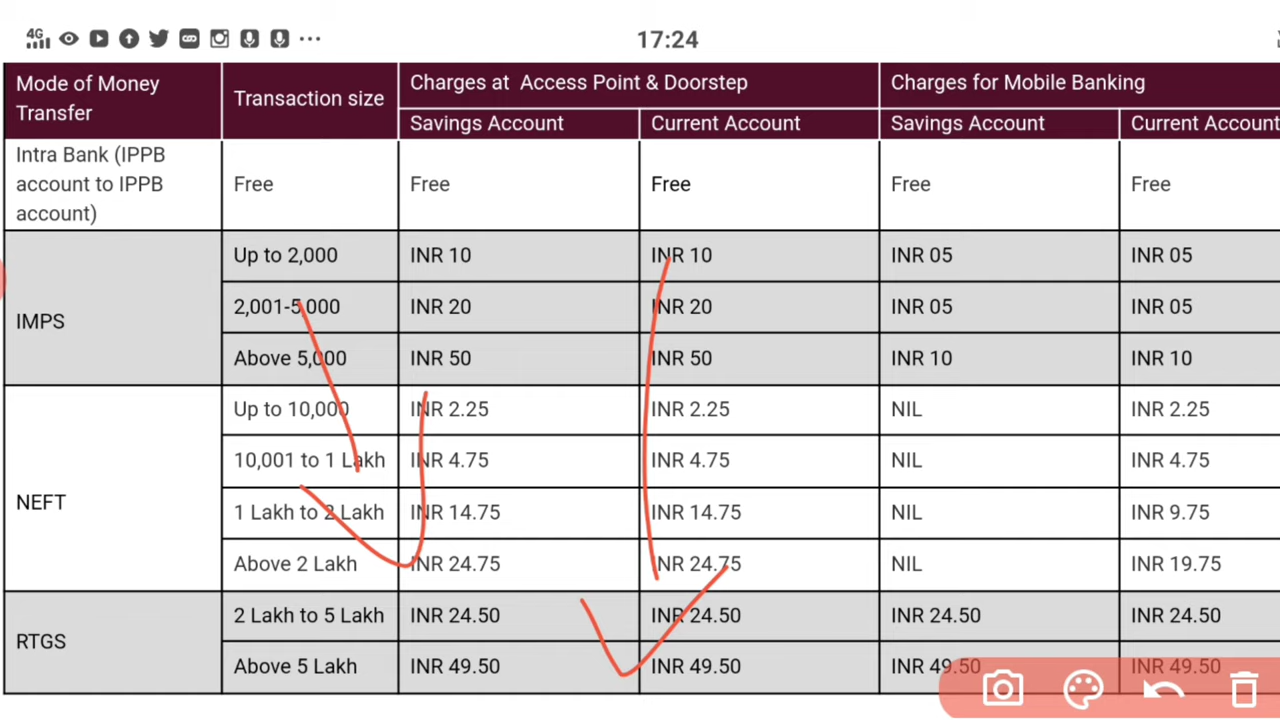 4G 17:24
Mode of Money Transfer Transaction size Charges at Access Point & Doorstep Charges for Mobile Banking
Savings Account Current Account Savings Account Current Account
Intra Bank (IPPB account to IPPB account) Free Free Free Free Free
IMPS Up to 2,000 INR 10 INR 10 INR 05 INR 05
2,001-5,000 INR 20 INR 20 INR 05 INR 05
Above 5,000 INR 50 INR 50 INR 10 INR 10
NEFT Up to 10,000 INR 2.25 INR 2.25 NIL INR 2.25
10,001 to 1 Lakh INR 4.75 INR 4.75 NIL INR 4.75
1 Lakh to 2 Lakh INR 14.75 INR 14.75 NIL INR 9.75
Above 2 Lakh INR 24.75 INR 24.75 NIL INR 19.75
RTGS 2 Lakh to 5 Lakh INR 24.50 INR 24.50 INR 24.50 INR 24.50
Above 5 Lakh INR 49.50 INR 49.50 INR 49.50 INR 49.50